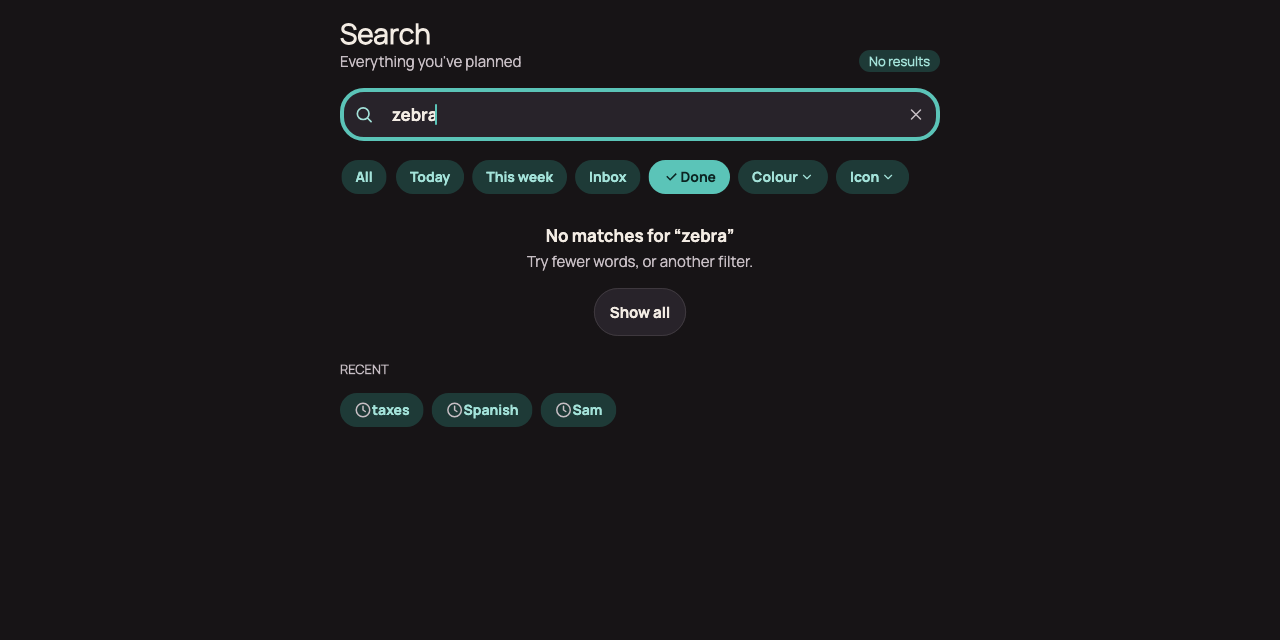 Search
Everything you've planned
No results
zebra
All Today This week Inbox Done Colour Icon
No matches for “zebra”
Try fewer words, or another filter.
Show all
RECENT
taxes Spanish Sam